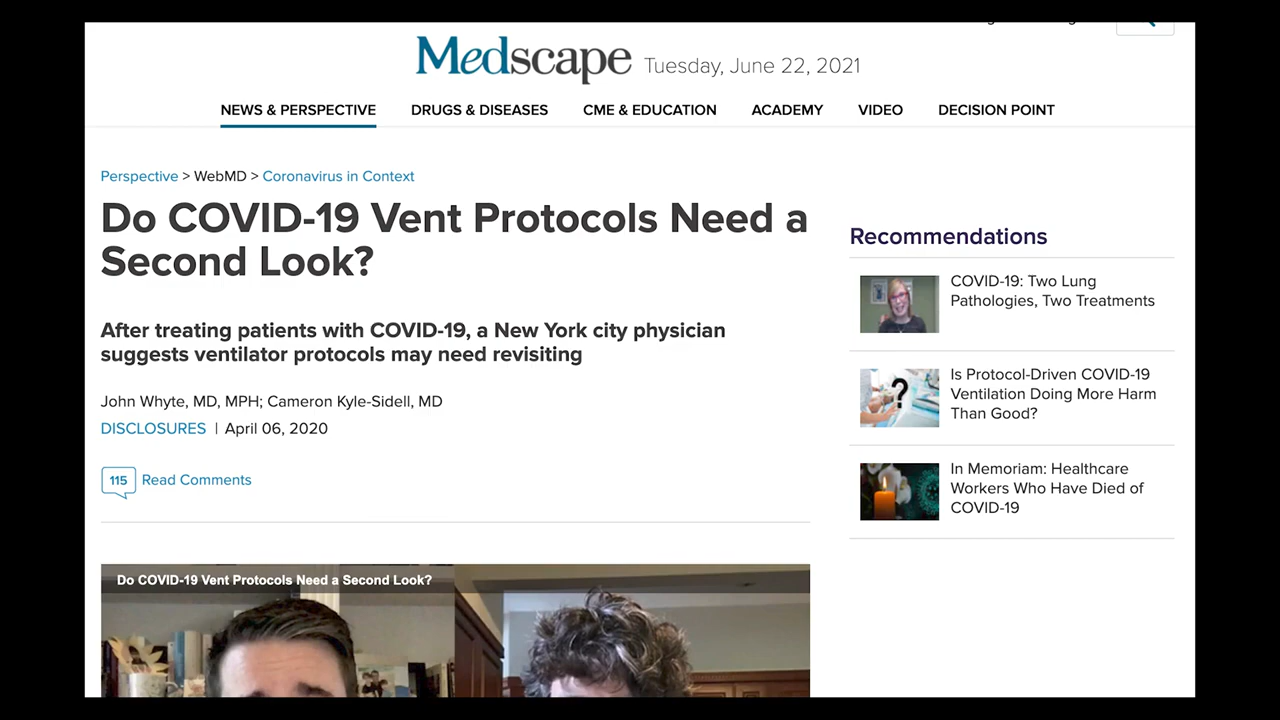 Medscape Tuesday, June 22, 2021
NEWS & PERSPECTIVE DRUGS & DISEASES CME & EDUCATION ACADEMY VIDEO DECISION POINT
Perspective > WebMD > Coronavirus in Context
Do COVID-19 Vent Protocols Need a
Second Look?
After treating patients with COVID-19, a New York city physician
suggests ventilator protocols may need revisiting
John Whyte, MD, MPH; Cameron Kyle-Sidell, MD
DISCLOSURES | April 06, 2020
115 Read Comments
Do COVID-19 Vent Protocols Need a Second Look?
Recommendations
COVID-19: Two Lung
Pathologies, Two Treatments
Is Protocol-Driven COVID-19
Ventilation Doing More Harm
Than Good?
In Memoriam: Healthcare
Workers Who Have Died of
COVID-19